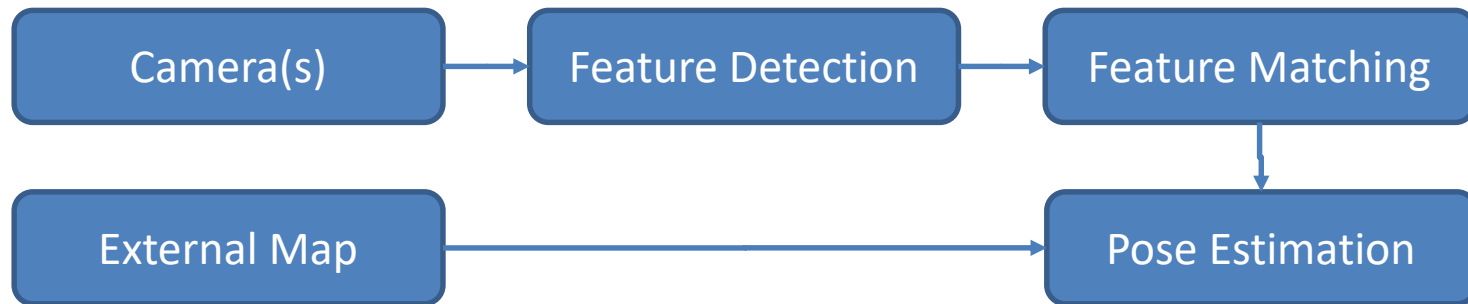 Camera(s)
Feature Detection
Feature Matching
External Map
Pose Estimation